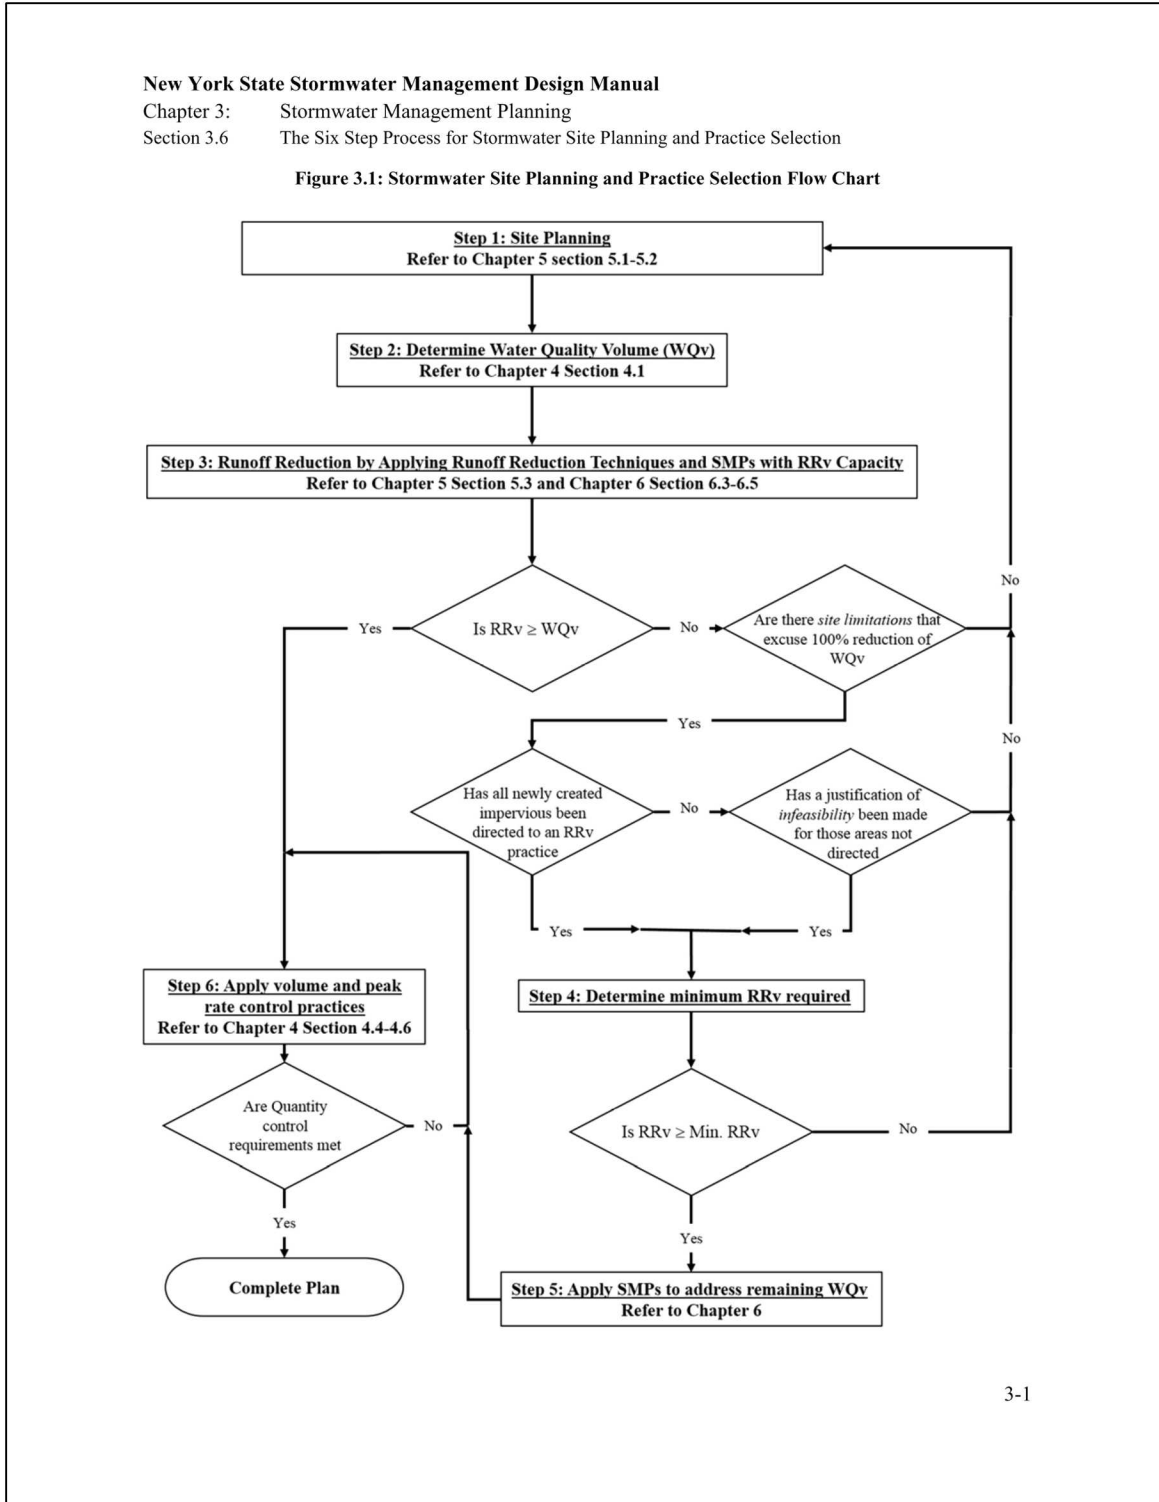 New York State Stormwater Management Design Manual
Chapter 3: Stormwater Management Planning
Section 3.6 The Six Step Process for Stormwater Site Planning and Practice Selection
Figure 3.1: Stormwater Site Planning and Practice Selection Flow Chart
Step 1: Site Planning
Refer to Chapter 5 section 5.1-5.2
Step 2: Determine Water Quality Volume (WQv)
Refer to Chapter 4 Section 4.1
Step 3: Runoff Reduction by Applying Runoff Reduction Techniques and SMPs with RRv Capacity
Refer to Chapter 5 Section 5.3 and Chapter 6 Section 6.3-6.5
No
Yes
Is RRv ≥ WQv
No
Are there site limitations that
excuse 100% reduction of
WQv
Yes
No
Has all newly created
impervious been
directed to an RRv
practice
No
Has a justification of
infeasibility been made
for those areas not
directed
Yes
Yes
Step 6: Apply volume and peak
rate control practices
Refer to Chapter 4 Section 4.4-4.6
Step 4: Determine minimum RRv required
Are Quantity
control
requirements met
No
Is RRv ≥ Min. RRv
No
Yes
Yes
Complete Plan
Step 5: Apply SMPs to address remaining WQv
Refer to Chapter 6
3-1